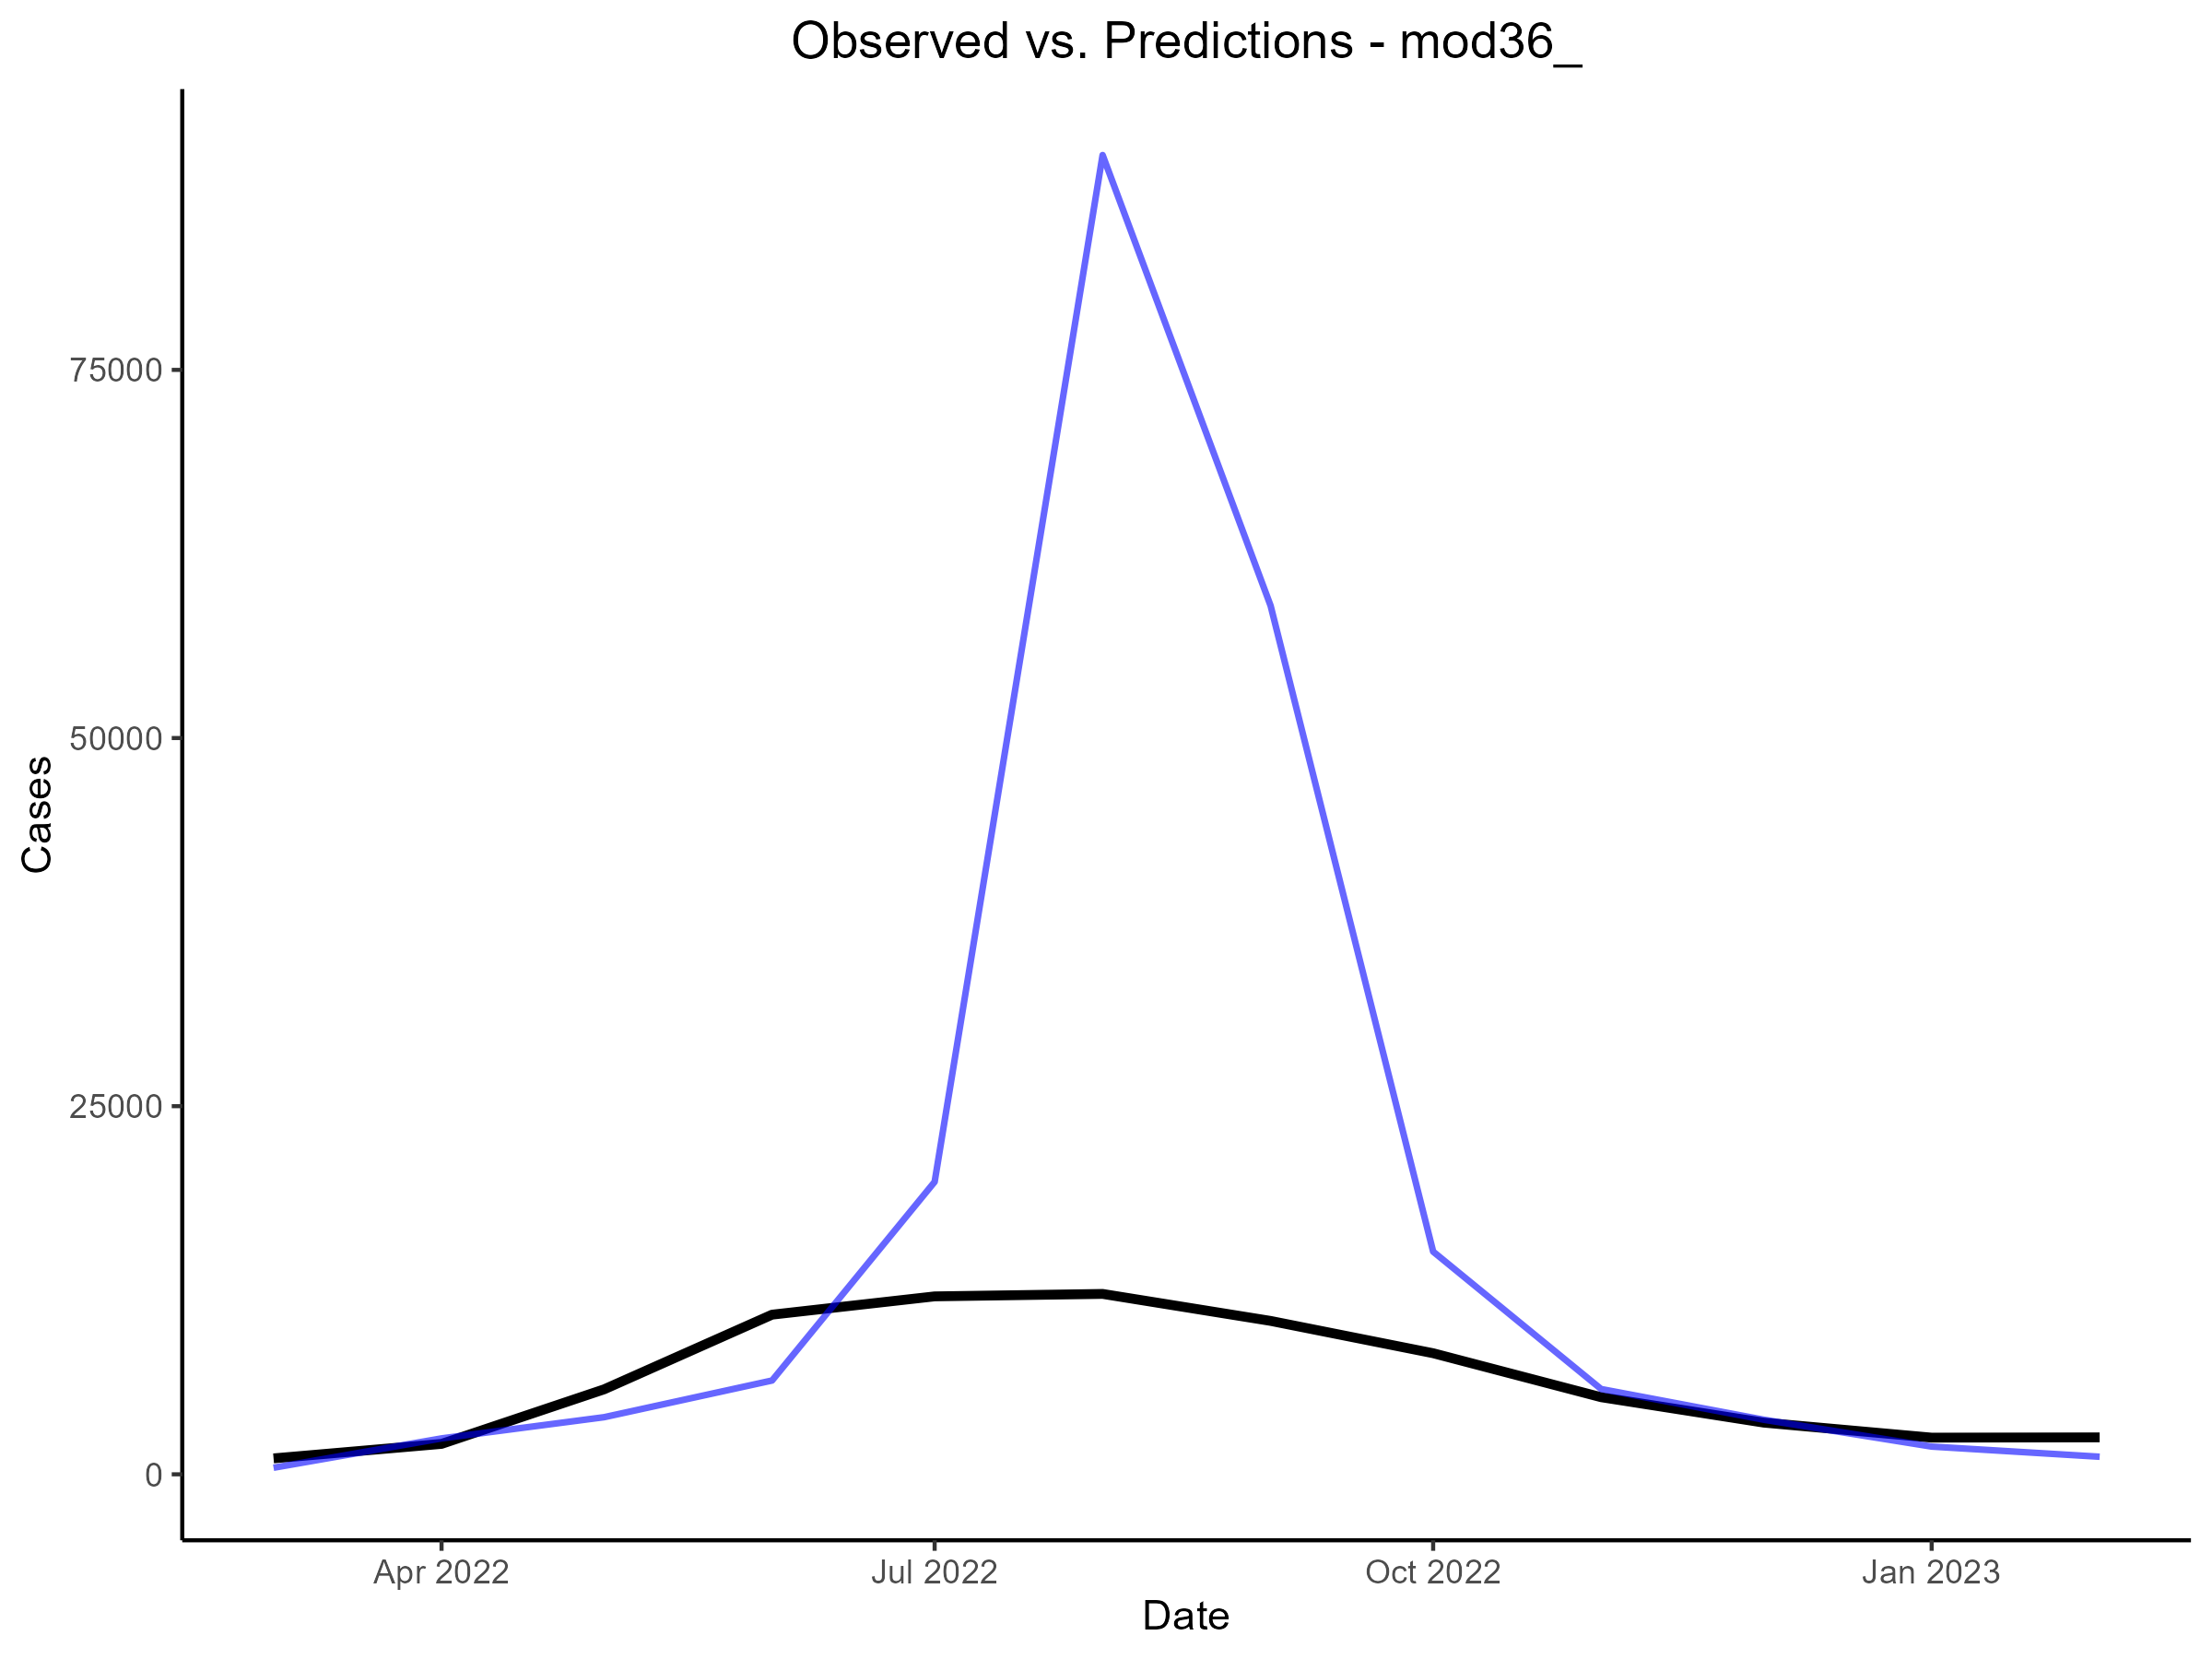 Observed vs. Predictions - mod36_
75000
50000
25000
0
Cases
Apr 2022
Jul 2022
Oct 2022
Jan 2023
Date